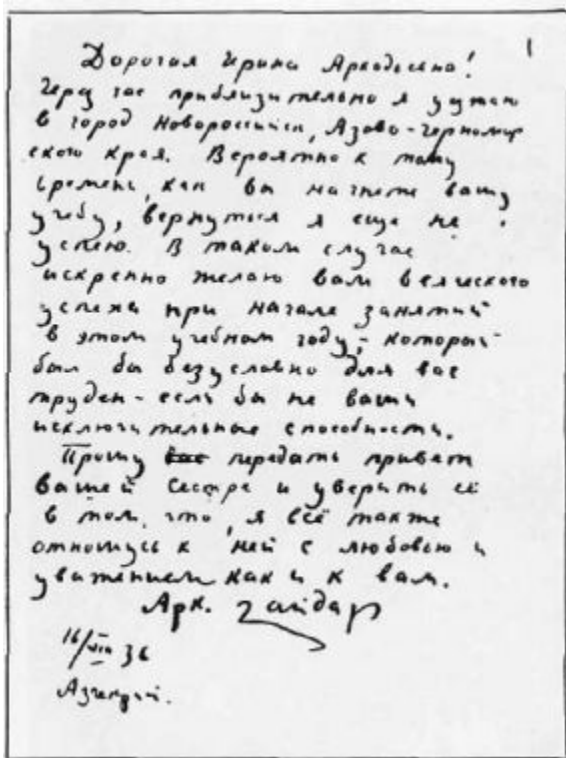 1
Дорогая Ирина Аркадьевна!
Через час приблизительно я уезжаю
в город Новороссийск, Азово-Черномор
ского края. Вероятно к тому
времени, как вы начнете вашу
учебу, вернуться я еще не
успею. В таком случае
искренно желаю вам всяческого
успеха при начале занятий
в этом учебном году, - который
был бы безусловно для вас
труден - если бы не ваши
исключительные способности.
Прошу вас передать привет
вашей сестре и уверить её
в том, что я всё также
отношусь к ней с любовью и
уважением как и к вам.
Арк. Гайдар
16/VIII 36